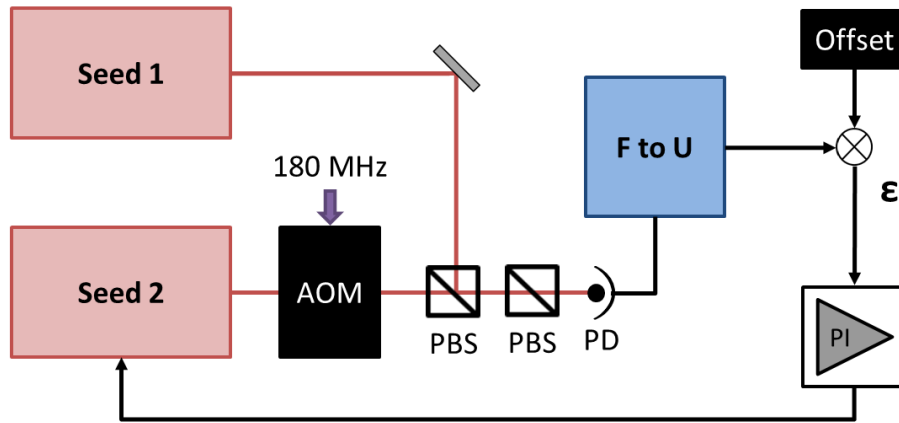 Seed 1
Offset
F to U
180 MHz
ε
Seed 2
AOM
PBS
PBS
PD
PI